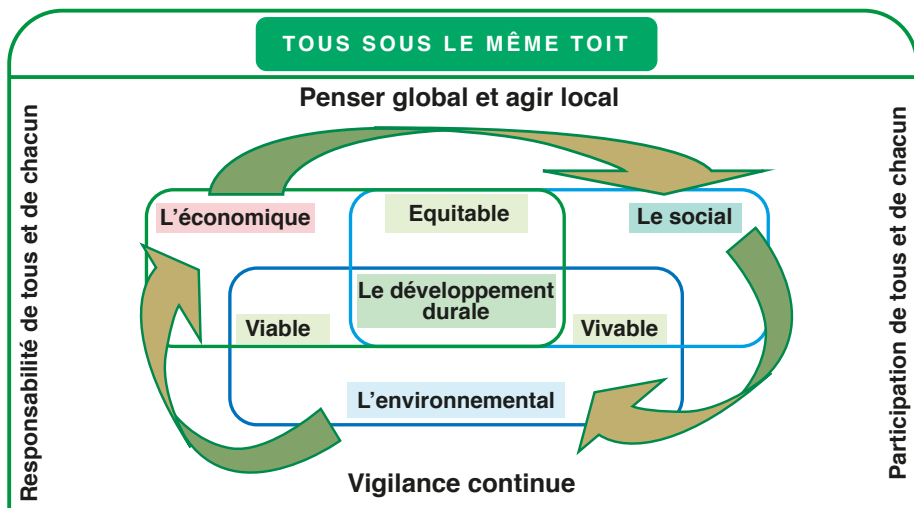 TOUS SOUS LE MÊME TOIT
Penser global et agir local
Responsabilité de tous et de chacun
Participation de tous et de chacun
L'économique
Equitable
Le social
Le développement
durale
Viable
Vivable
L'environnemental
Vigilance continue